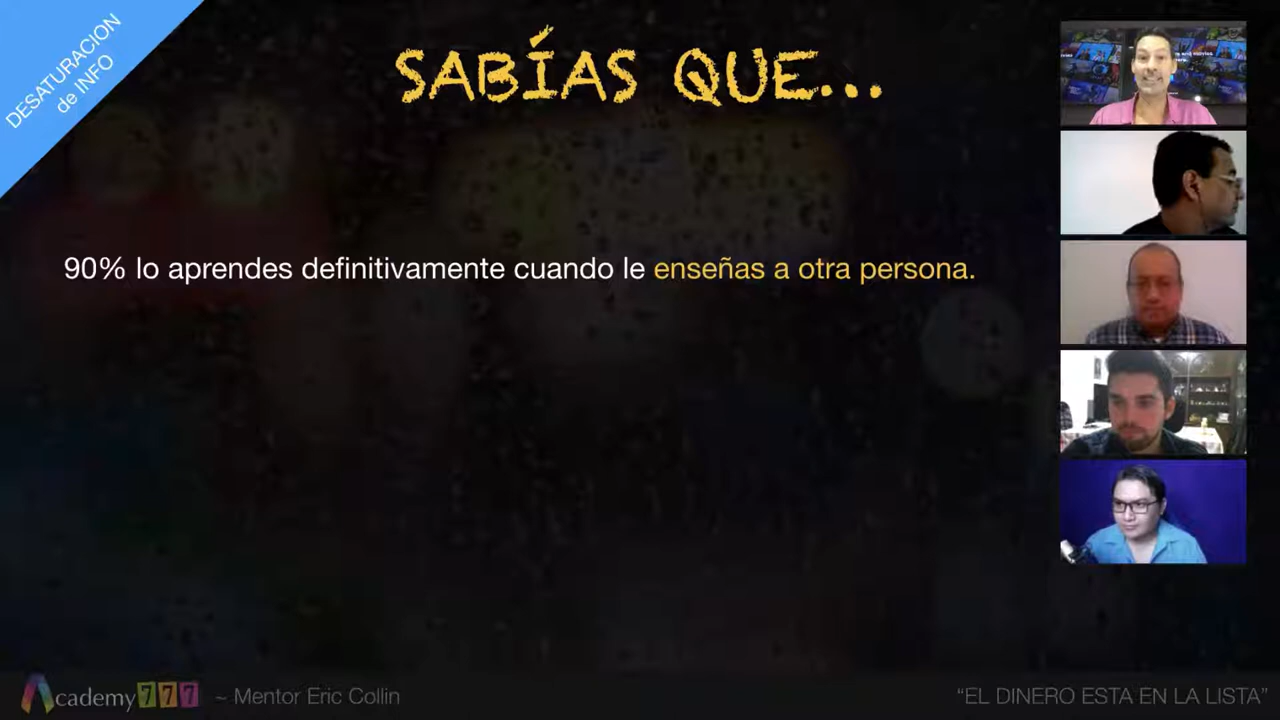 DESATURACION
de INFO
SABÍAS QUE...
90% lo aprendes definitivamente cuando le enseñas a otra persona.
Academy777 ~ Mentor Eric Collin
“EL DINERO ESTA EN LA LISTA”